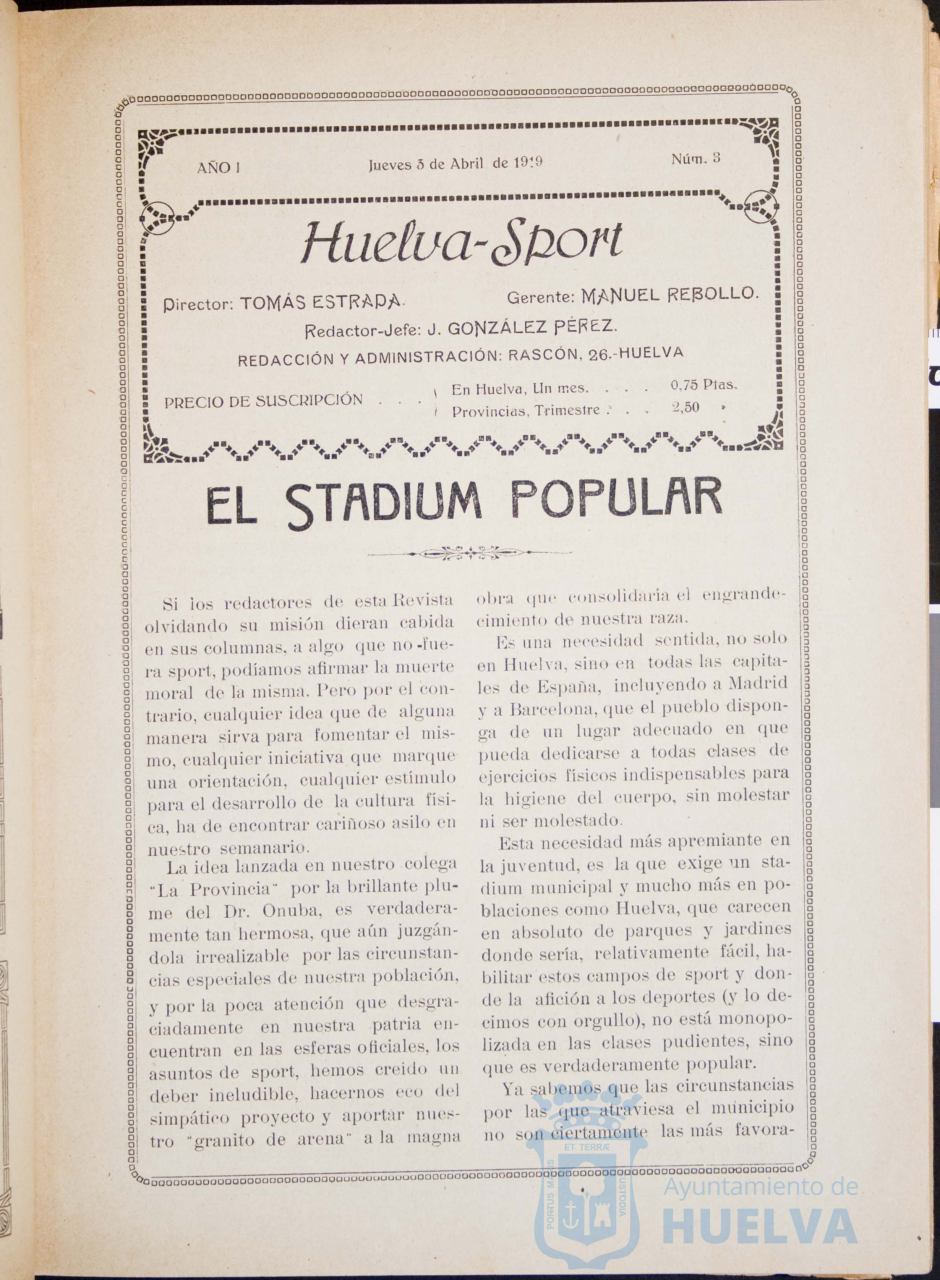 AÑO I
Jueves 3 de Abril de 1919
Núm. 3
Huelva-Sport
Director: TOMÁS ESTRADA.
Gerente: MANUEL REBOLLO.
Redactor-Jefe: J. GONZÁLEZ PÉREZ.
REDACCIÓN Y ADMINISTRACIÓN: RASCÓN, 26.-HUELVA
PRECIO DE SUSCRIPCIÓN . . .
En Huelva, Un mes. . . . . 0,75 Ptas.
Provincias, Trimestre . . . 2,50 »
EL STADIUM POPULAR
Si los redactores de esta Revista
olvidando su misión dieran cabida
en sus columnas, a algo que no fue-
ra sport, podíamos afirmar la muerte
moral de la misma. Pero por el con-
trario, cualquier idea que de alguna
manera sirva para fomentar el mis-
mo, cualquier iniciativa que marque
una orientación, cualquier estímulo
para el desarrollo de la cultura físi-
ca, ha de encontrar cariñoso asilo en
nuestro semanario.
La idea lanzada en nuestro colega
"La Provincia" por la brillante plu-
me del Dr. Onuba, es verdadera-
mente tan hermosa, que aún juzgán-
dola irrealizable por las circunstan-
cias especiales de nuestra población,
y por la poca atención que desgra-
ciadamente en nuestra patria en-
cuentran en las esferas oficiales, los
asuntos de sport, hemos creido un
deber ineludible, hacernos eco del
simpático proyecto y aportar nues-
tro "granito de arena" a la magna
obra que consolidaria el engrande-
cimiento de nuestra raza.
Es una necesidad sentida, no solo
en Huelva, sino en todas las capita-
les de España, incluyendo a Madrid
y a Barcelona, que el pueblo dispon-
ga de un lugar adecuado en que
pueda dedicarse a todas clases de
ejercicios fisicos indispensables para
la higiene del cuerpo, sin molestar
ni ser molestado.
Esta necesidad más apremiante en
la juventud, es la que exige un sta-
dium municipal y mucho más en po-
blaciones como Huelva, que carecen
en absoluto de parques y jardines
donde sería, relativamente fácil, ha-
bilitar estos campos de sport y don-
de la afición a los deportes (y lo de-
cimos con orgullo), no está monopo-
lizada en las clases pudientes, sino
que es verdaderamente popular.
Ya sabemos que las circunstancias
por las que atraviesa el municipio
no son ciertamente las más favora-
ET TERRÆ
PORTUS MARIS
CUSTODIA
Ayuntamiento de
HUELVA